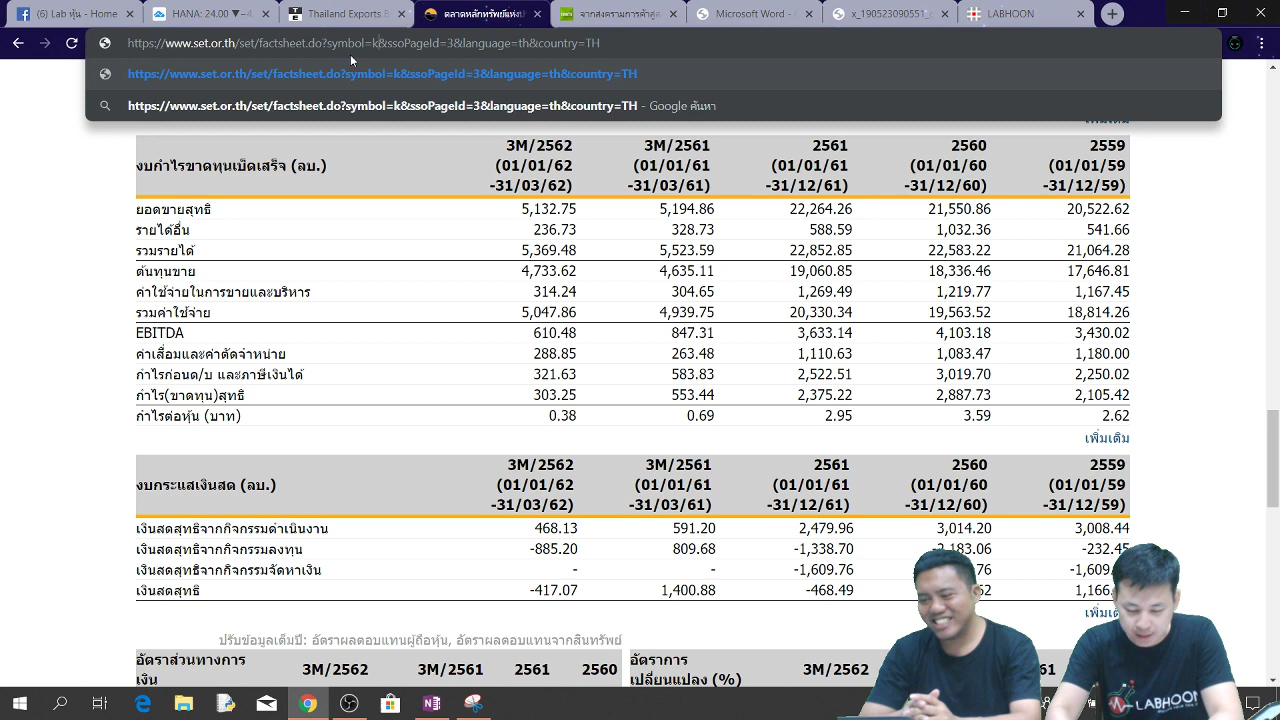 Lab หุ้น - Home
HANA: 24.00 ▼-4.
Thailand Exports B
ตลาดหลักทรัพย์แห่งป
จากสงครามการค้าสู่ผล
Microsoft Word -
LABHOON
https://www.set.or.th/set/factsheet.do?symbol=k&ssoPageId=3&language=th&country=TH
https://www.set.or.th/set/factsheet.do?symbol=k&ssoPageId=3&language=th&country=TH
https://www.set.or.th/set/factsheet.do?symbol=k&ssoPageId=3&language=th&country=TH - Google ค้นหา
เพิ่มเติม
งบกำไรขาดทุนเบ็ดเสร็จ (ลบ.) 3M/2562 (01/01/62 -31/03/62) 3M/2561 (01/01/61 -31/03/61) 2561 (01/01/61 -31/12/61) 2560 (01/01/60 -31/12/60) 2559 (01/01/59 -31/12/59)
ยอดขายสุทธิ 5,132.75 5,194.86 22,264.26 21,550.86 20,522.62
รายได้อื่น 236.73 328.73 588.59 1,032.36 541.66
รวมรายได้ 5,369.48 5,523.59 22,852.85 22,583.22 21,064.28
ต้นทุนขาย 4,733.62 4,635.11 19,060.85 18,336.46 17,646.81
ค่าใช้จ่ายในการขายและบริหาร 314.24 304.65 1,269.49 1,219.77 1,167.45
รวมค่าใช้จ่าย 5,047.86 4,939.75 20,330.34 19,563.52 18,814.26
EBITDA 610.48 847.31 3,633.14 4,103.18 3,430.02
ค่าเสื่อมและค่าตัดจำหน่าย 288.85 263.48 1,110.63 1,083.47 1,180.00
กำไรก่อนด/บ และภาษีเงินได้ 321.63 583.83 2,522.51 3,019.70 2,250.02
กำไร(ขาดทุน)สุทธิ 303.25 553.44 2,375.22 2,887.73 2,105.42
กำไรต่อหุ้น (บาท) 0.38 0.69 2.95 3.59 2.62
เพิ่มเติม
งบกระแสเงินสด (ลบ.) 3M/2562 (01/01/62 -31/03/62) 3M/2561 (01/01/61 -31/03/61) 2561 (01/01/61 -31/12/61) 2560 (01/01/60 -31/12/60) 2559 (01/01/59 -31/12/59)
เงินสดสุทธิจากกิจกรรมดำเนินงาน 468.13 591.20 2,479.96 3,014.20 3,008.44
เงินสดสุทธิจากกิจกรรมลงทุน -885.20 809.68 -1,338.70 -2,183.06 -232.45
เงินสดสุทธิจากกิจกรรมจัดหาเงิน - - -1,609.76 -1,609.
เงินสดสุทธิ -417.07 1,400.88 -468.49 1,166.
ปรับข้อมูลเต็มปี: อัตราผลตอบแทนผู้ถือหุ้น, อัตราผลตอบแทนจากสินทรัพย์
อัตราส่วนทางการเงิน 3M/2562 3M/2561 2561 2560
อัตราการเปลี่ยนแปลง (%) 3M/2562
LABHOON